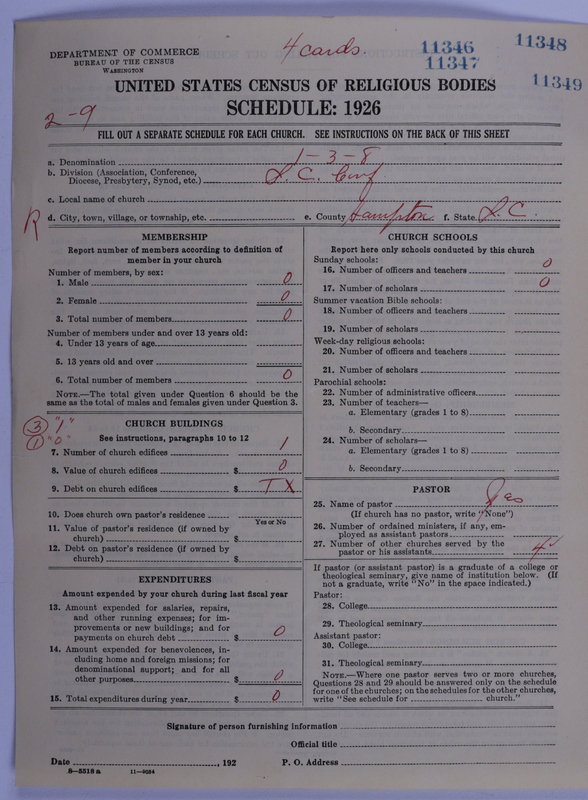 DEPARTMENT OF COMMERCE
BUREAU OF THE CENSUS
WASHINGTON
4 cards.
11346
11347
11348
11349
UNITED STATES CENSUS OF RELIGIOUS BODIES
SCHEDULE: 1926
2-9
FILL OUT A SEPARATE SCHEDULE FOR EACH CHURCH. SEE INSTRUCTIONS ON THE BACK OF THIS SHEET
a. Denomination 1-3-8
b. Division (Association, Conference,
Diocese, Presbytery, Synod, etc.) S. C. Conf
c. Local name of church
R d. City, town, village, or township, etc. e. County Hampton f. State S.C.
MEMBERSHIP
Report number of members according to definition of
member in your church
Number of members, by sex:
1. Male 0
2. Female 0
3. Total number of members 0
Number of members under and over 13 years old:
4. Under 13 years of age
5. 13 years old and over
6. Total number of members 0
NOTE.—The total given under Question 6 should be the
same as the total of males and females given under Question 3.
3 "1"
1 "0"
CHURCH BUILDINGS
See instructions, paragraphs 10 to 12
7. Number of church edifices 1
8. Value of church edifices $ 0
9. Debt on church edifices $ TX
10. Does church own pastor's residence
Yes or No
11. Value of pastor's residence (if owned by
church) $
12. Debt on pastor's residence (if owned by
church) $
EXPENDITURES
Amount expended by your church during last fiscal year
13. Amount expended for salaries, repairs,
and other running expenses; for im-
provements or new buildings; and for
payments on church debt $ 0
14. Amount expended for benevolences, in-
cluding home and foreign missions; for
denominational support; and for all
other purposes $ 0
15. Total expenditures during year $ 0
CHURCH SCHOOLS
Report here only schools conducted by this church
Sunday schools:
16. Number of officers and teachers 0
17. Number of scholars 0
Summer vacation Bible schools:
18. Number of officers and teachers
19. Number of scholars
Week-day religious schools:
20. Number of officers and teachers
21. Number of scholars
Parochial schools:
22. Number of administrative officers
23. Number of teachers—
a. Elementary (grades 1 to 8)
b. Secondary
24. Number of scholars—
a. Elementary (grades 1 to 8)
b. Secondary
PASTOR
25. Name of pastor Yes
(If church has no pastor, write "None")
26. Number of ordained ministers, if any, em-
ployed as assistant pastors
27. Number of other churches served by the
pastor or his assistants 4
If pastor (or assistant pastor) is a graduate of a college or
theological seminary, give name of institution below. (If
not a graduate, write "No" in the space indicated.)
Pastor:
28. College
29. Theological seminary
Assistant pastor:
30. College
31. Theological seminary
NOTE.—Where one pastor serves two or more churches,
Questions 28 and 29 should be answered only on the schedule
for one of the churches; on the schedules for the other churches,
write "See schedule for church."
Signature of person furnishing information
Official title
Date , 192 P. O. Address
8-5519 a 11-9064